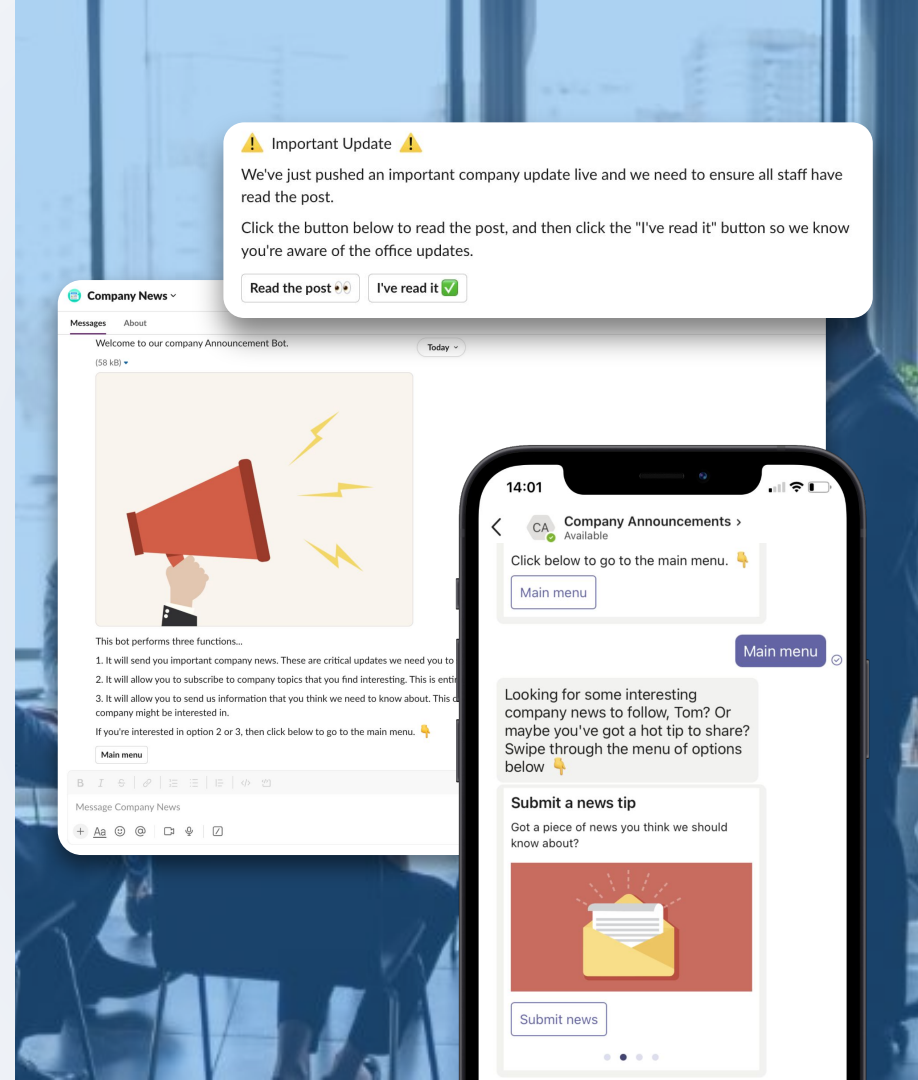 ⚠️ Important Update ⚠️
We've just pushed an important company update live and we need to ensure all staff have
read the post.
Click the button below to read the post, and then click the "I've read it" button so we know
you're aware of the office updates.
Read the post 👀 I've read it ✅
Company News
Messages About
Welcome to our company Announcement Bot.
Today
(58 kB)
This bot performs three functions...
1. It will send you important company news. These are critical updates we need you to
2. It will allow you to subscribe to company topics that you find interesting. This is
3. It will allow you to send us information that you think we need to know about. This
company might be interested in.
If you're interested in option 2 or 3, then click below to go to the main menu. 👇
Main menu
B I S
Message Company News
+ Aa @
14:01
CA Company Announcements >
Available
Click below to go to the main menu. 👇
Main menu
Main menu
Looking for some interesting
company news to follow, Tom? Or
maybe you've got a hot tip to share?
Swipe through the menu of options
below 👇
Submit a news tip
Got a piece of news you think we should
know about?
Submit news